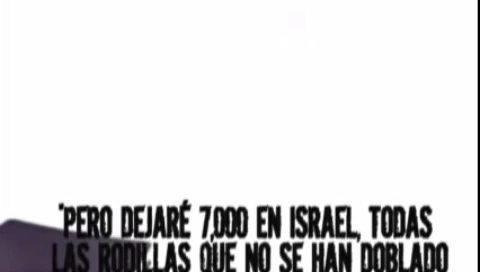 "PERO DEJARÉ 7,000 EN ISRAEL, TODAS
LAS RODILLAS QUE NO SE HAN DOBLADO